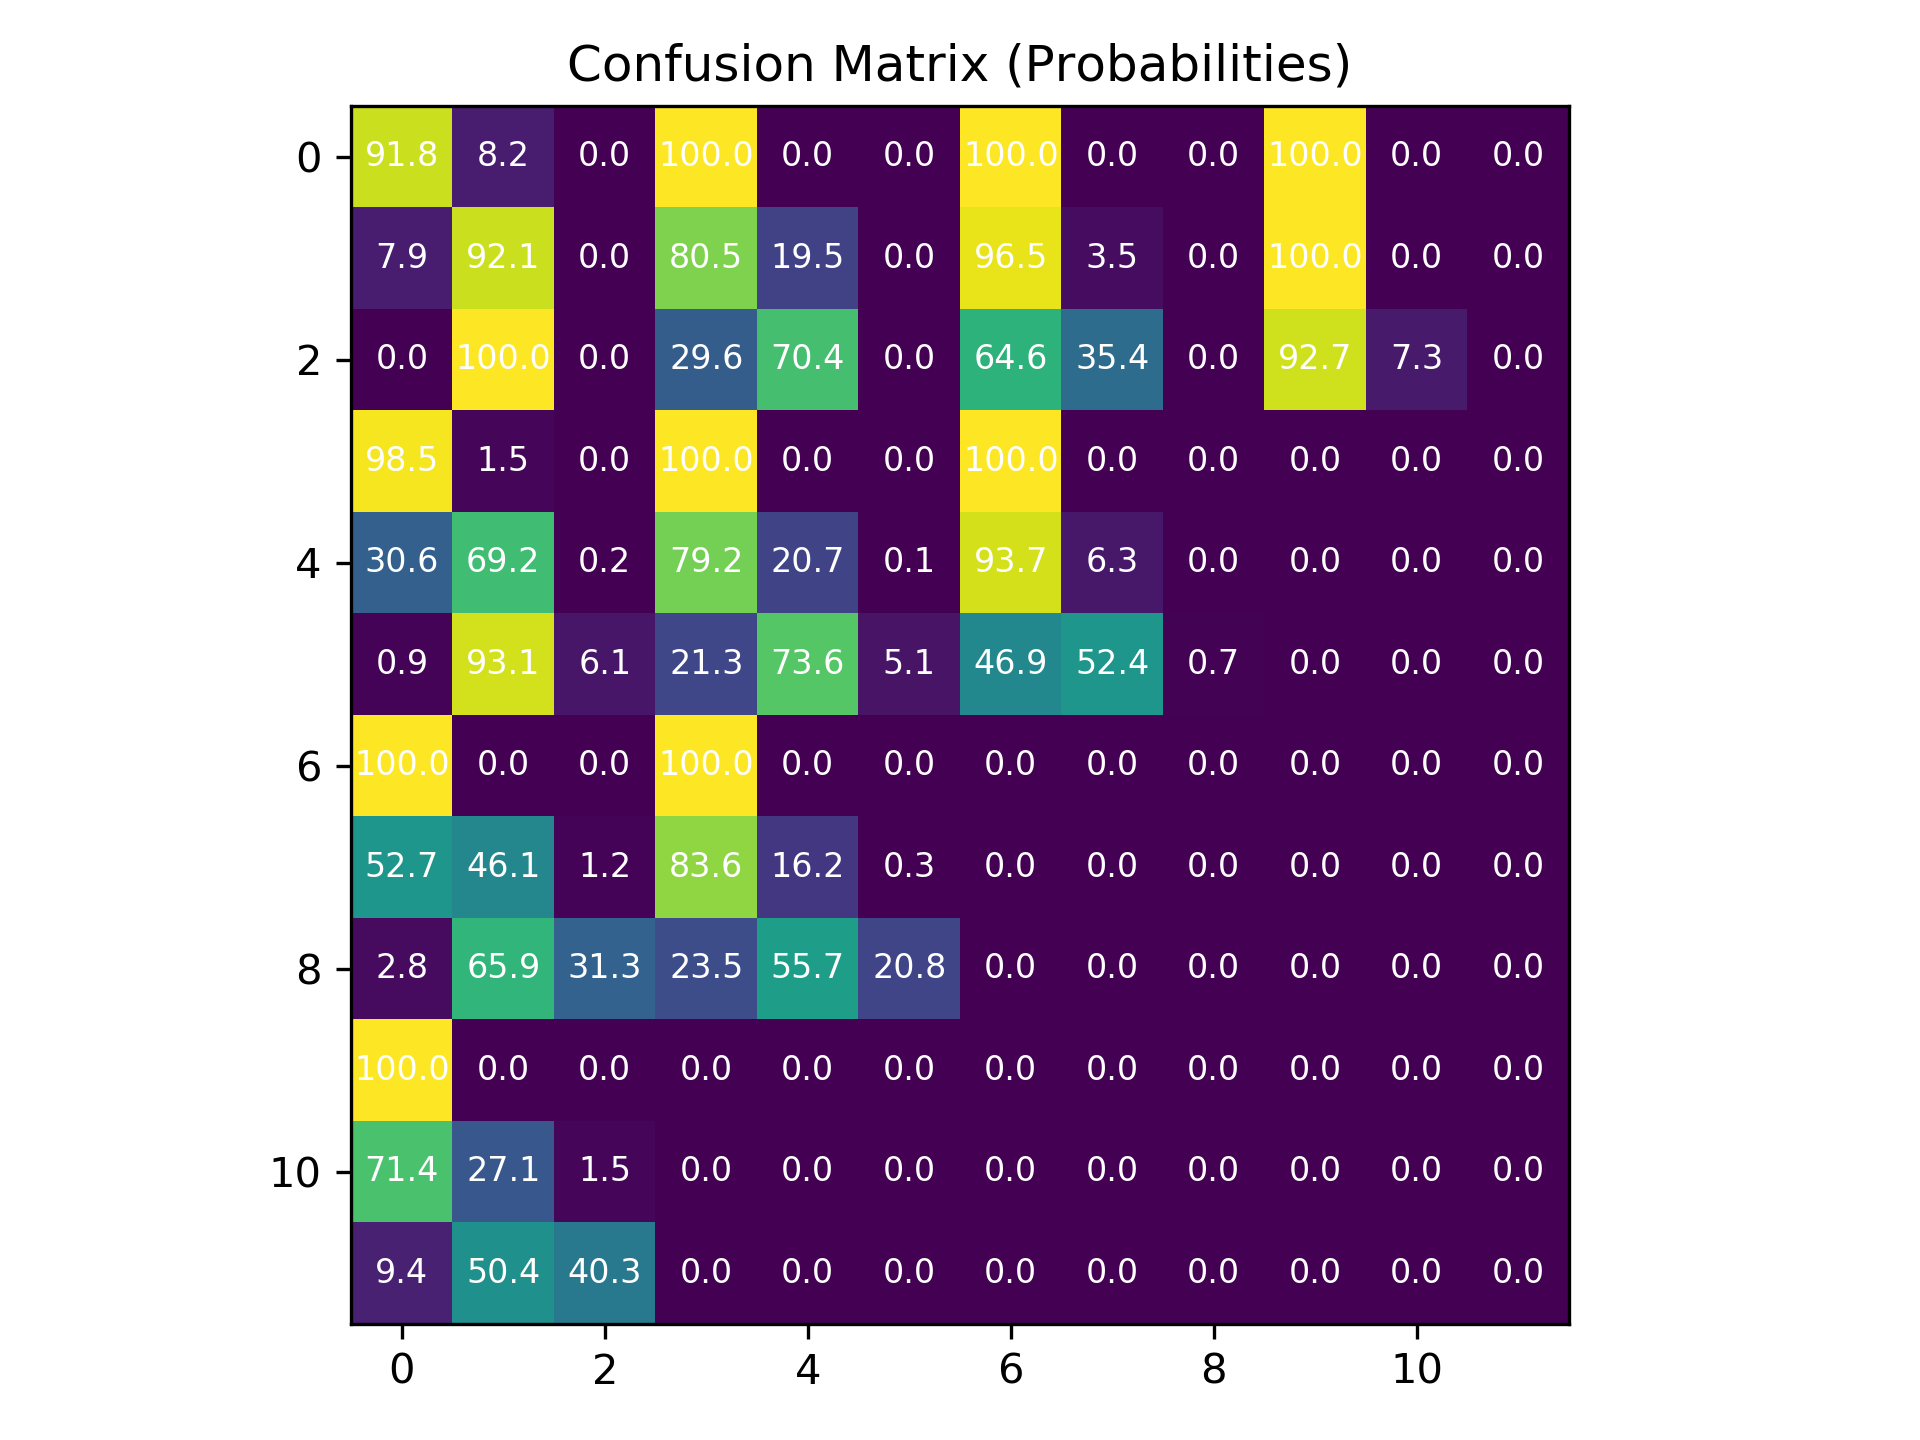 Confusion Matrix (Probabilities)
0 91.8 8.2 0.0 100.0 0.0 0.0 100.0 0.0 0.0 100.0 0.0 0.0
7.9 92.1 0.0 80.5 19.5 0.0 96.5 3.5 0.0 100.0 0.0 0.0
2 0.0 100.0 0.0 29.6 70.4 0.0 64.6 35.4 0.0 92.7 7.3 0.0
98.5 1.5 0.0 100.0 0.0 0.0 100.0 0.0 0.0 0.0 0.0 0.0
4 30.6 69.2 0.2 79.2 20.7 0.1 93.7 6.3 0.0 0.0 0.0 0.0
0.9 93.1 6.1 21.3 73.6 5.1 46.9 52.4 0.7 0.0 0.0 0.0
6 100.0 0.0 0.0 100.0 0.0 0.0 0.0 0.0 0.0 0.0 0.0 0.0
52.7 46.1 1.2 83.6 16.2 0.3 0.0 0.0 0.0 0.0 0.0 0.0
8 2.8 65.9 31.3 23.5 55.7 20.8 0.0 0.0 0.0 0.0 0.0 0.0
100.0 0.0 0.0 0.0 0.0 0.0 0.0 0.0 0.0 0.0 0.0 0.0
10 71.4 27.1 1.5 0.0 0.0 0.0 0.0 0.0 0.0 0.0 0.0 0.0
9.4 50.4 40.3 0.0 0.0 0.0 0.0 0.0 0.0 0.0 0.0 0.0
0 2 4 6 8 10